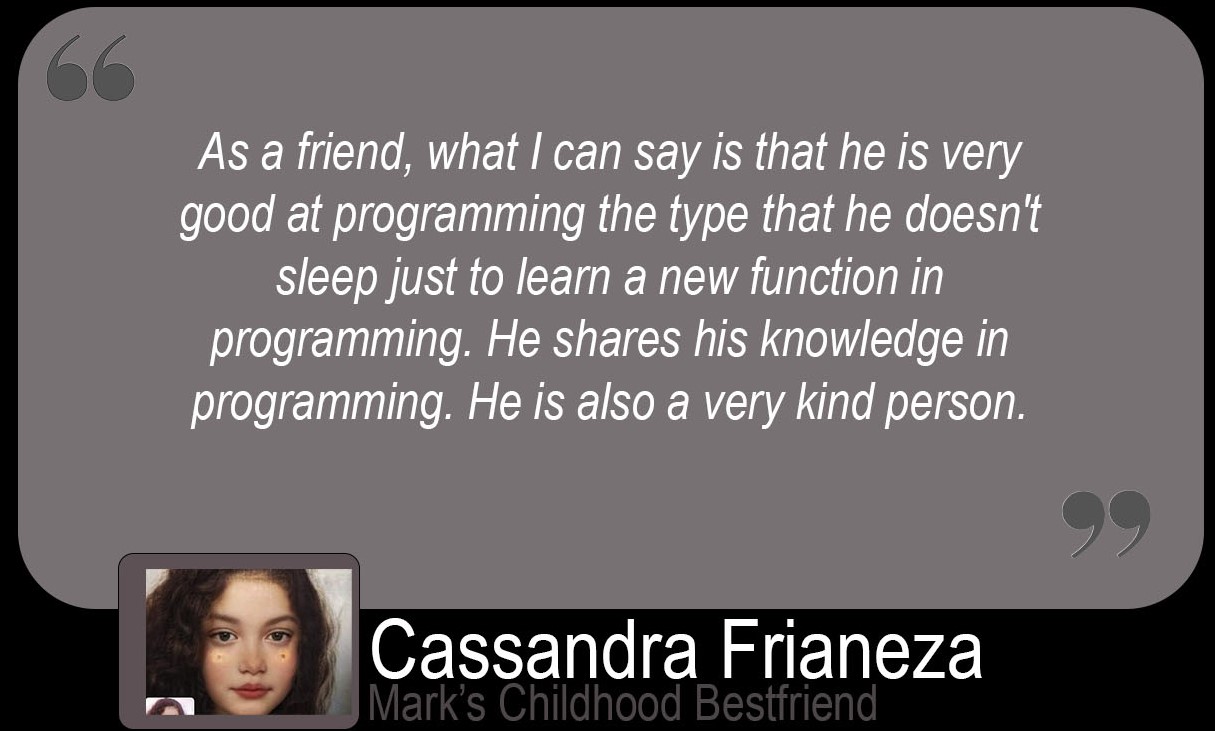 As a friend, what I can say is that he is very
good at programming the type that he doesn't
sleep just to learn a new function in
programming. He shares his knowledge in
programming. He is also a very kind person.
Cassandra Frianeza
Mark’s Childhood Bestfriend